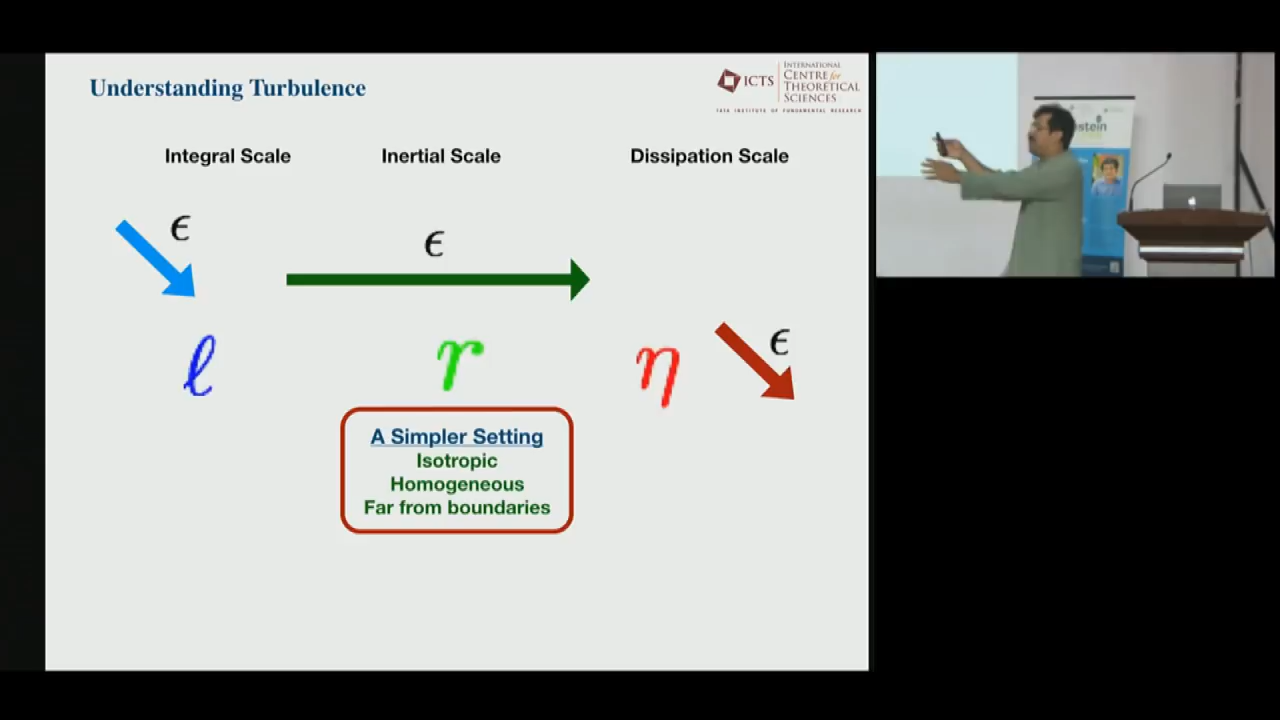 Understanding Turbulence
ICTS
INTERNATIONAL
CENTRE for
THEORETICAL
SCIENCES
TATA INSTITUTE OF FUNDAMENTAL RESEARCH
Integral Scale
Inertial Scale
Dissipation Scale
ϵ
ϵ
ℓ
r
η
ϵ
A Simpler Setting
Isotropic
Homogeneous
Far from boundaries
stein